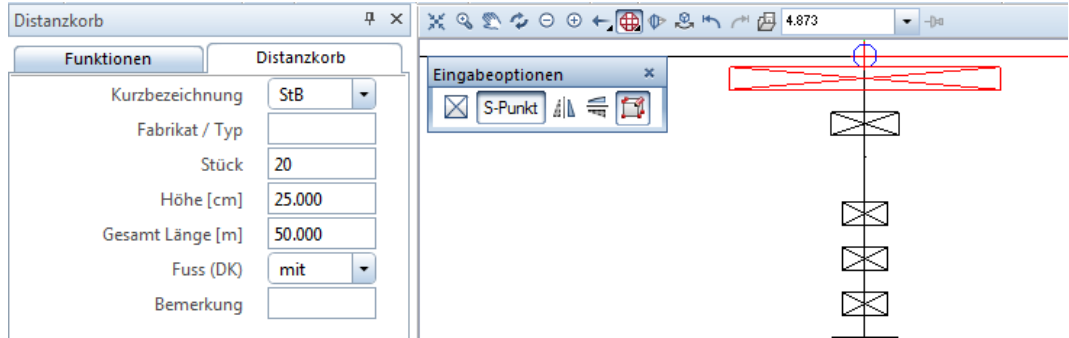 Distanzkorb
Funktionen
Distanzkorb
Kurzbezeichnung StB
Fabrikat / Typ
Stück 20
Höhe [cm] 25.000
Gesamt Länge [m] 50.000
Fuss (DK) mit
Bemerkung
4.873
Eingabeoptionen
S-Punkt